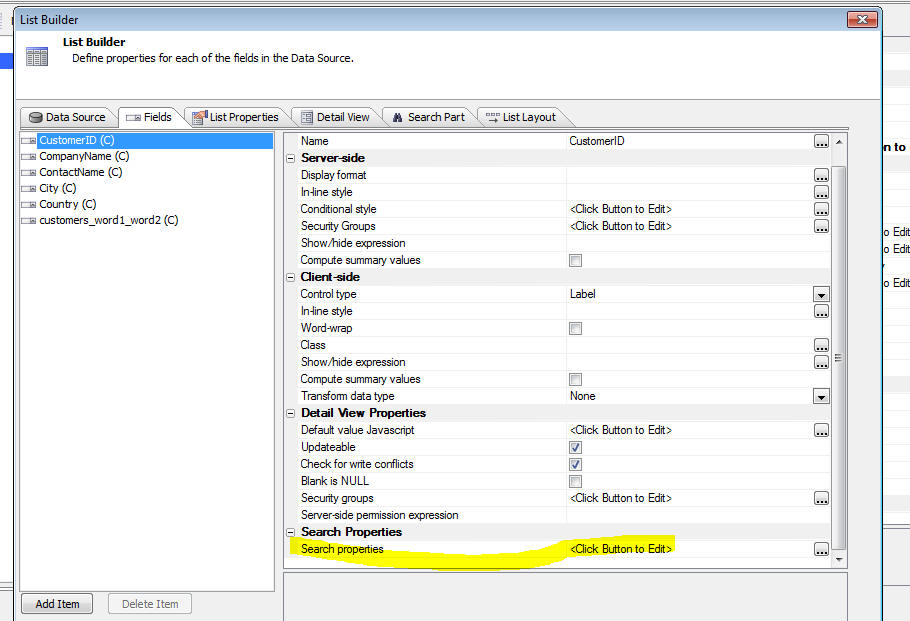 List Builder
List Builder
Define properties for each of the fields in the Data Source.
Data Source Fields List Properties Detail View Search Part List Layout
CustomerID (C)
CompanyName (C)
ContactName (C)
City (C)
Country (C)
customers_word1_word2 (C)
Add Item Delete Item
Name CustomerID ...
Server-side
Display format ...
In-line style ...
Conditional style <Click Button to Edit> ...
Security Groups <Click Button to Edit> ...
Show/hide expression
Compute summary values
Client-side
Control type Label
In-line style ...
Word-wrap
Class ...
Show/hide expression ...
Compute summary values
Transform data type None
Detail View Properties
Default value Javascript <Click Button to Edit> ...
Updateable
Check for write conflicts
Blank is NULL
Security groups <Click Button to Edit> ...
Server-side permission expression
Search Properties
Search properties <Click Button to Edit> ...
n to
o Edit
o Edit
o Edit